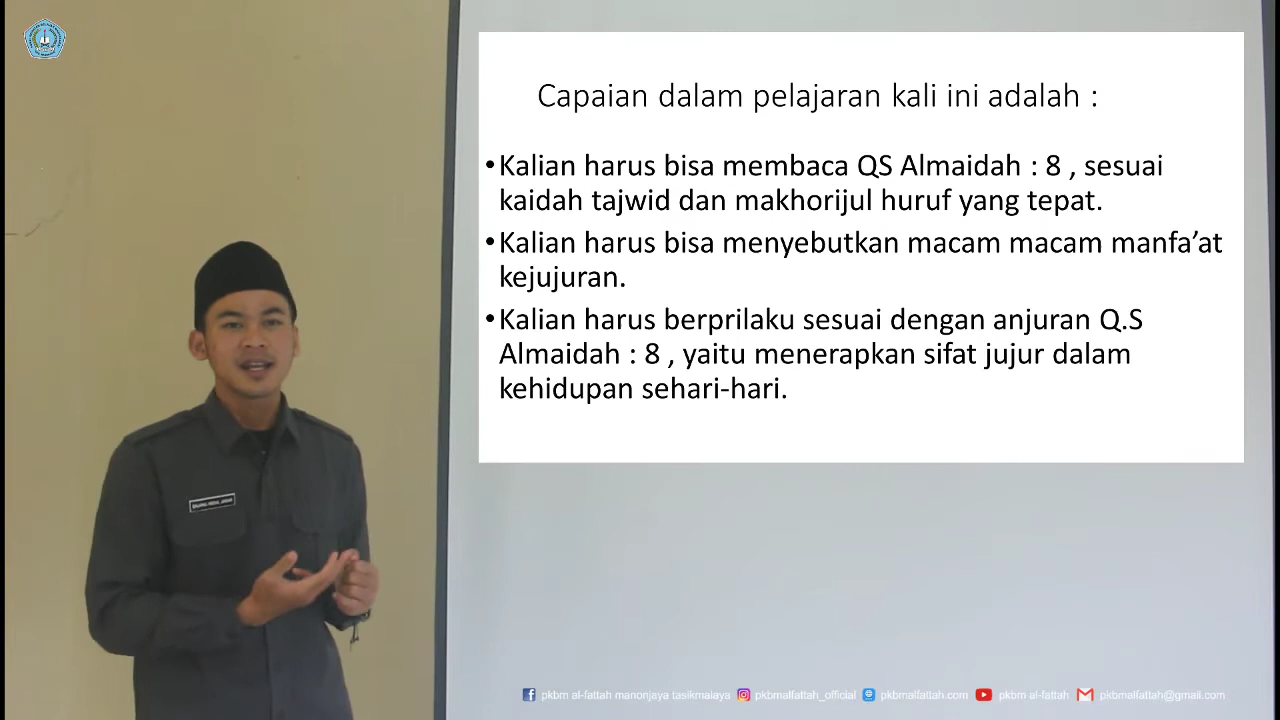 Capaian dalam pelajaran kali ini adalah :
•Kalian harus bisa membaca QS Almaidah : 8 , sesuai
kaidah tajwid dan makhorijul huruf yang tepat.
•Kalian harus bisa menyebutkan macam macam manfa’at
kejujuran.
•Kalian harus berprilaku sesuai dengan anjuran Q.S
Almaidah : 8 , yaitu menerapkan sifat jujur dalam
kehidupan sehari-hari.
pkbm al-fattah manonjaya tasikmalaya pkbmalfattah_official pkbmalfattah.com pkbm al-fattah pkbmalfattah@gmail.com